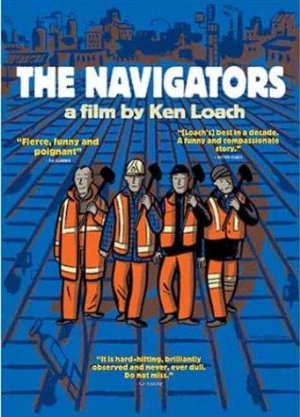 THE NAVIGATORS
a film by Ken Loach
"Fierce, funny and
poignant"
"(Loach's) best in a decade.
A funny and compassionate
story."
"It is hard-hitting, brilliantly
observed and never, ever dull.
Do not miss."